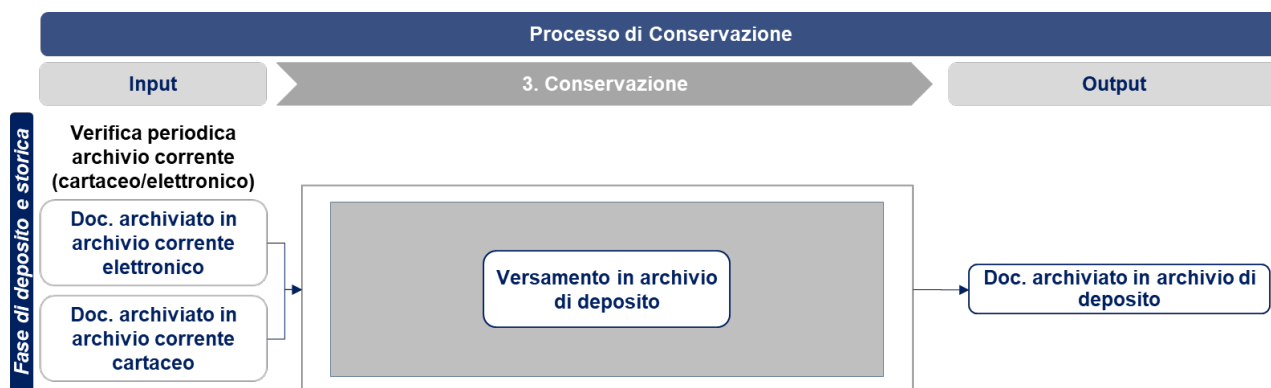 Processo di Conservazione
Input
3. Conservazione
Output
Fase di deposito e storica
Verifica periodica
archivio corrente
(cartaceo/elettronico)
Doc. archiviato in
archivio corrente
elettronico
Doc. archiviato in
archivio corrente
cartaceo
Versamento in archivio
di deposito
Doc. archiviato in archivio di
deposito